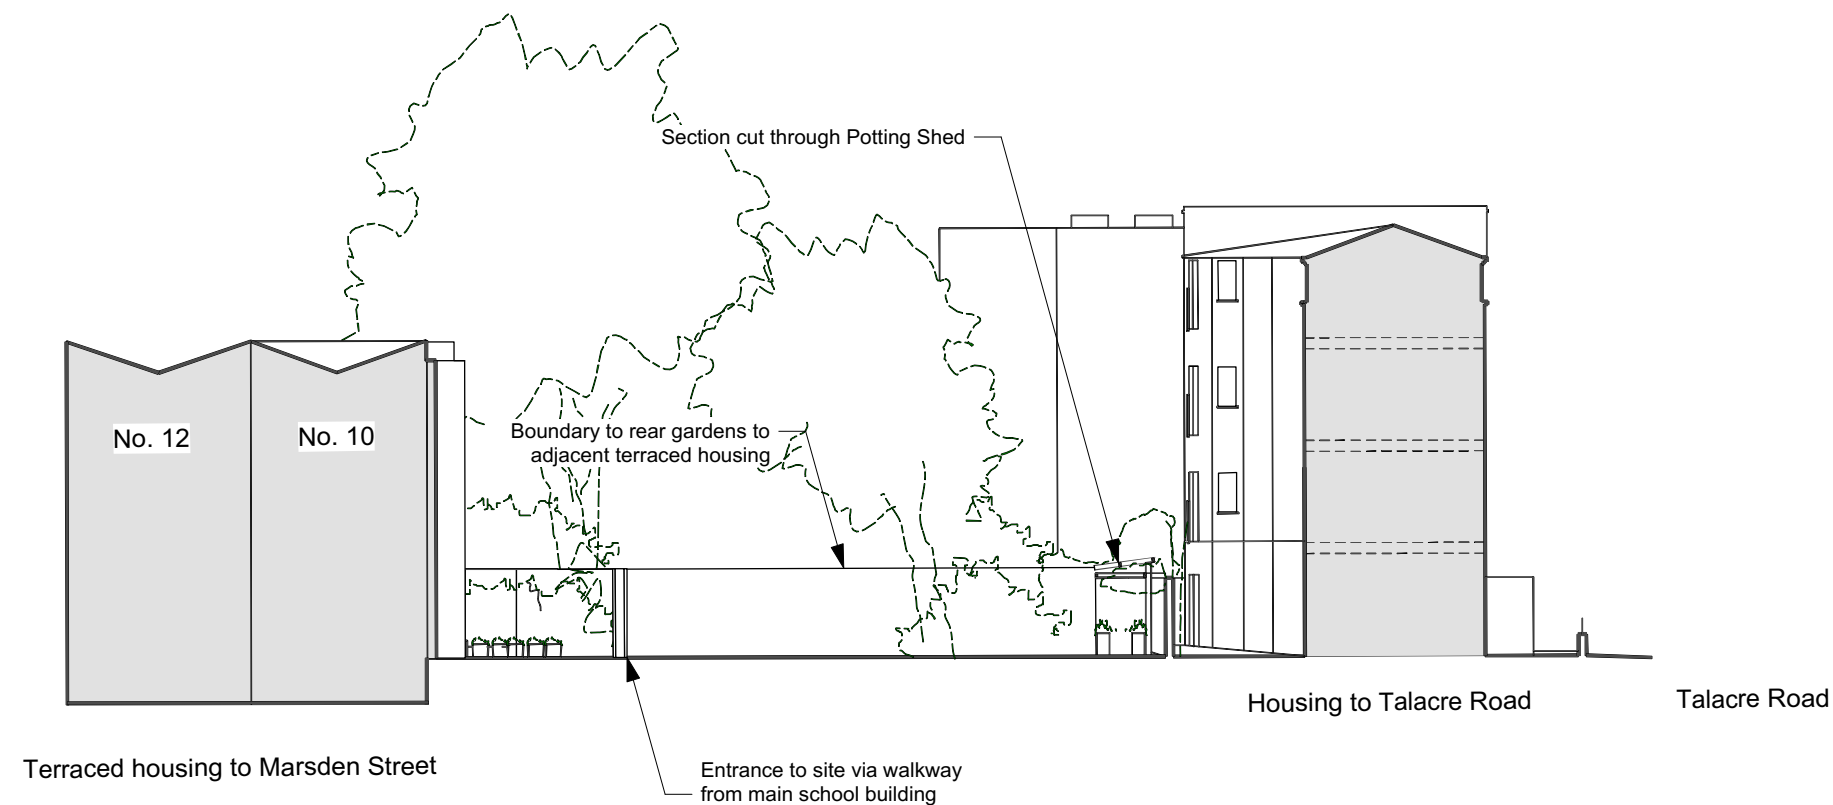 Section cut through Potting Shed
No. 12
No. 10
Boundary to rear gardens to
adjacent terraced housing
Housing to Talacre Road
Talacre Road
Terraced housing to Marsden Street
Entrance to site via walkway
from main school building